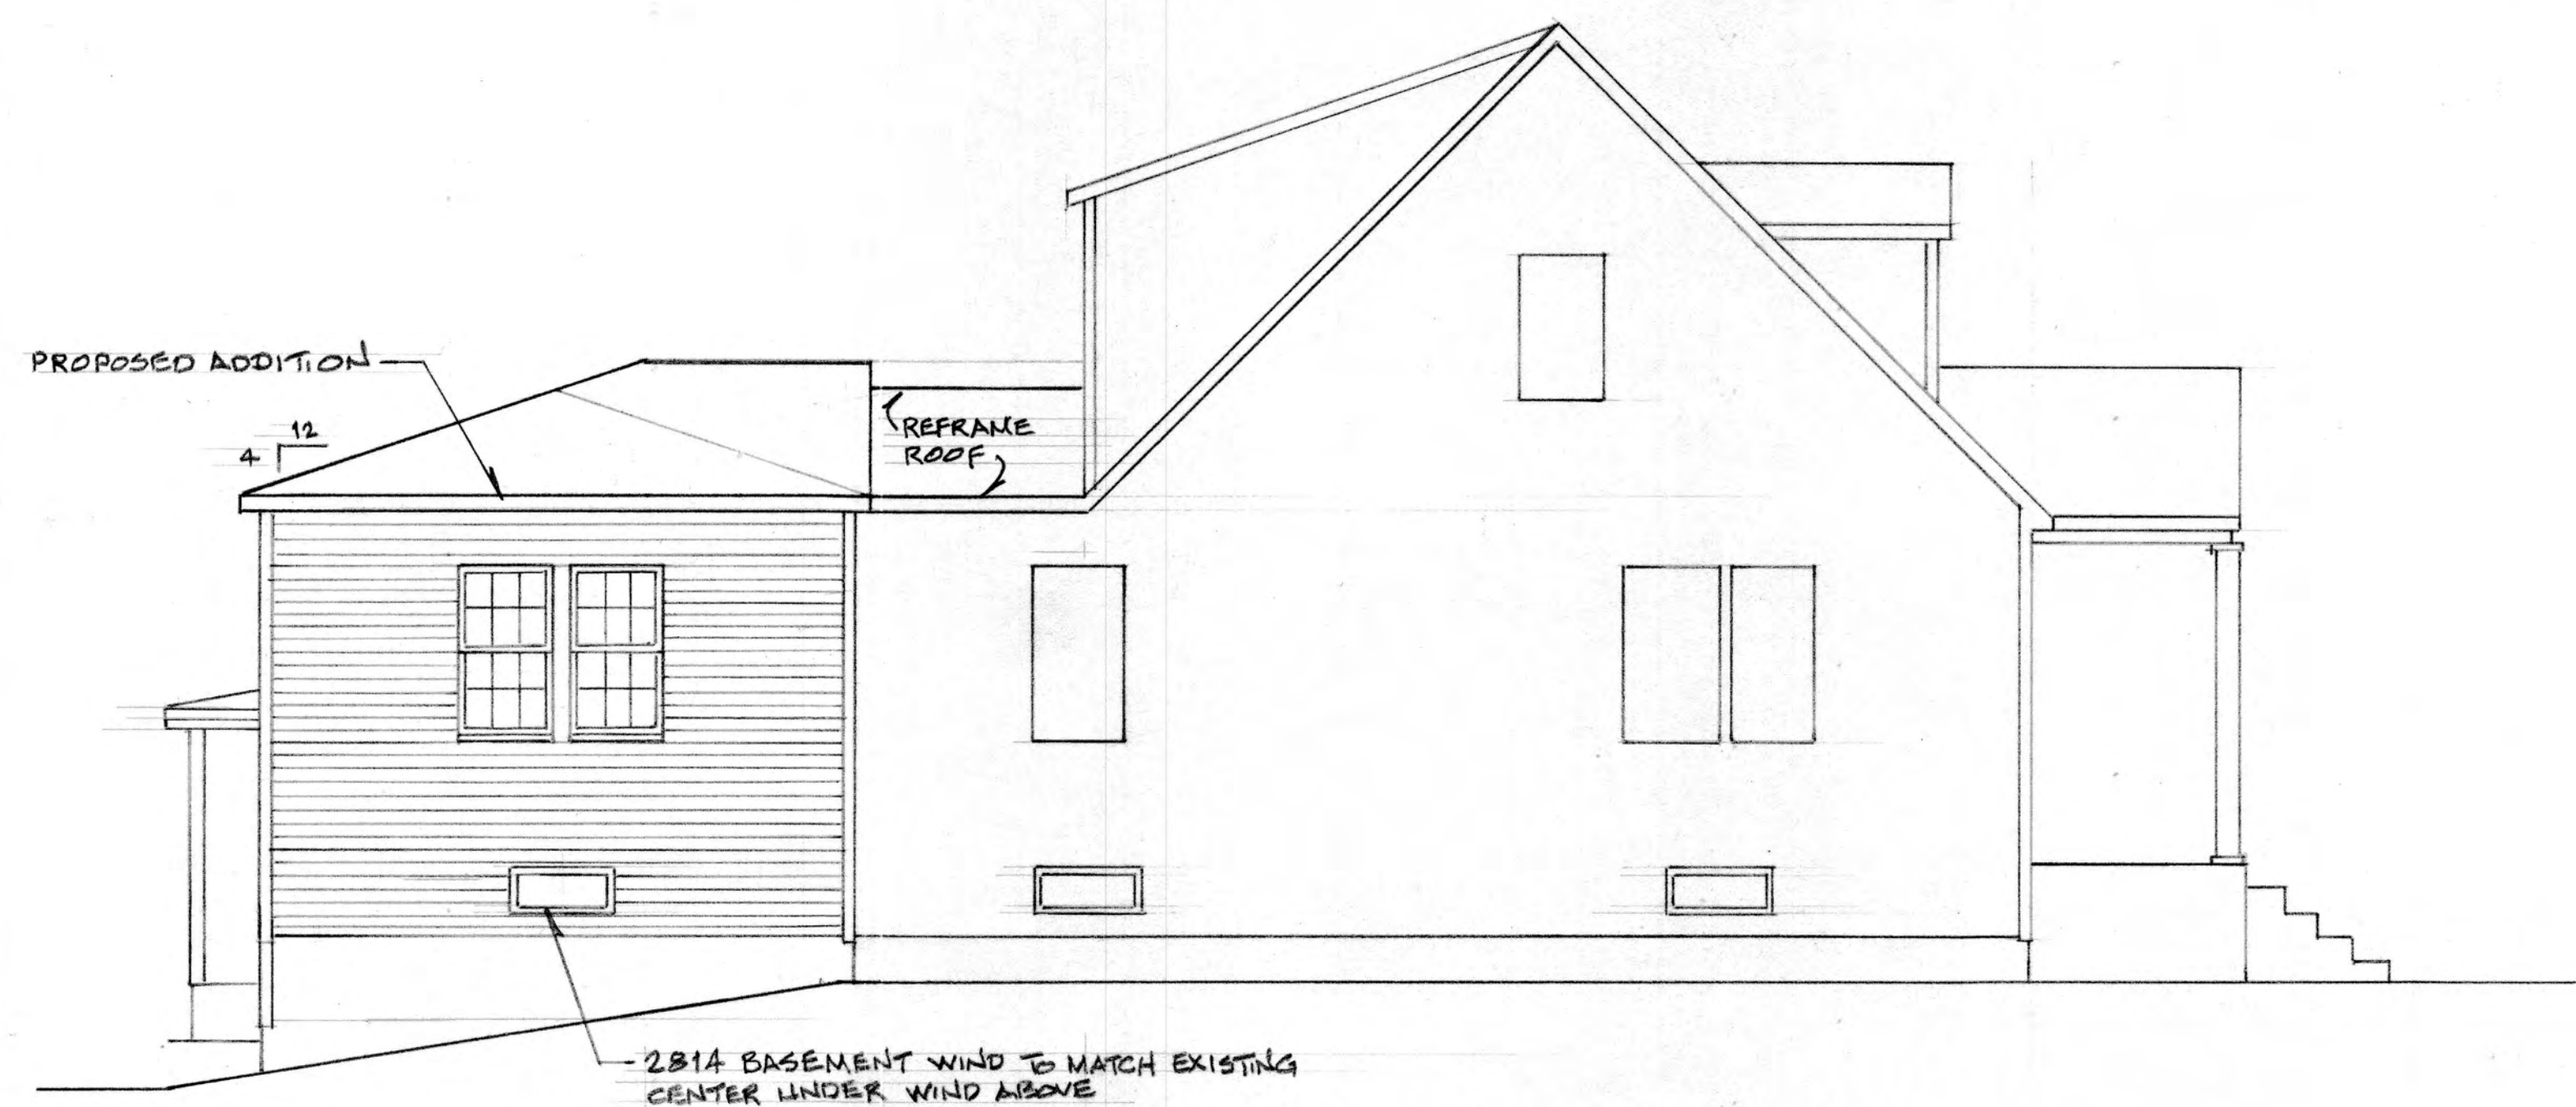 PROPOSED ADDITION
12
4
REFRAME
ROOF
2814 BASEMENT WIND TO MATCH EXISTING
CENTER UNDER WIND ABOVE